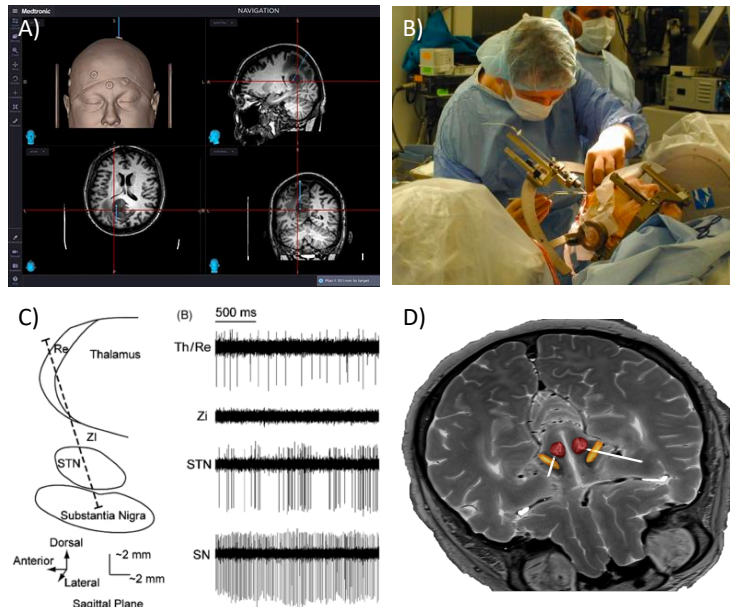 Medtronic
NAVIGATION
A)
B)
C)
(B)
500 ms
D)
Re
Thalamus
Th/Re
ZI
Zi
STN
STN
Substantia Nigra
SN
Dorsal
Anterior
Lateral
~2 mm
~2 mm
Sagittal Plane